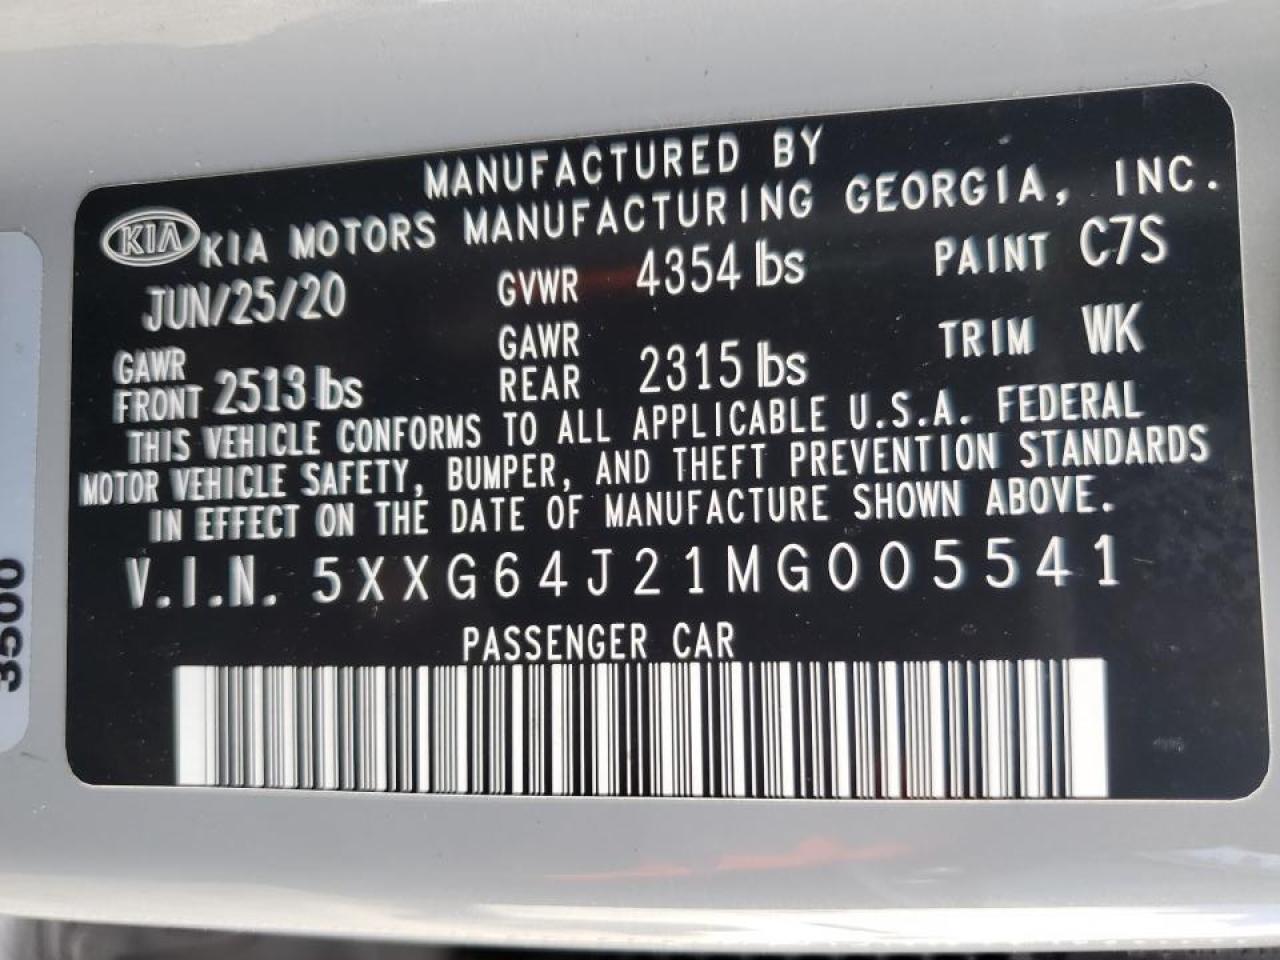 MANUFACTURED BY
KIA KIA MOTORS MANUFACTURING GEORGIA, INC.
JUN/25/20 GVWR 4354 lbs PAINT C7S
GAWR FRONT 2513 lbs GAWR REAR 2315 lbs TRIM WK
THIS VEHICLE CONFORMS TO ALL APPLICABLE U.S.A. FEDERAL
MOTOR VEHICLE SAFETY, BUMPER, AND THEFT PREVENTION STANDARDS
IN EFFECT ON THE DATE OF MANUFACTURE SHOWN ABOVE.
V.I.N. 5XXG64J21MG005541
PASSENGER CAR
3500